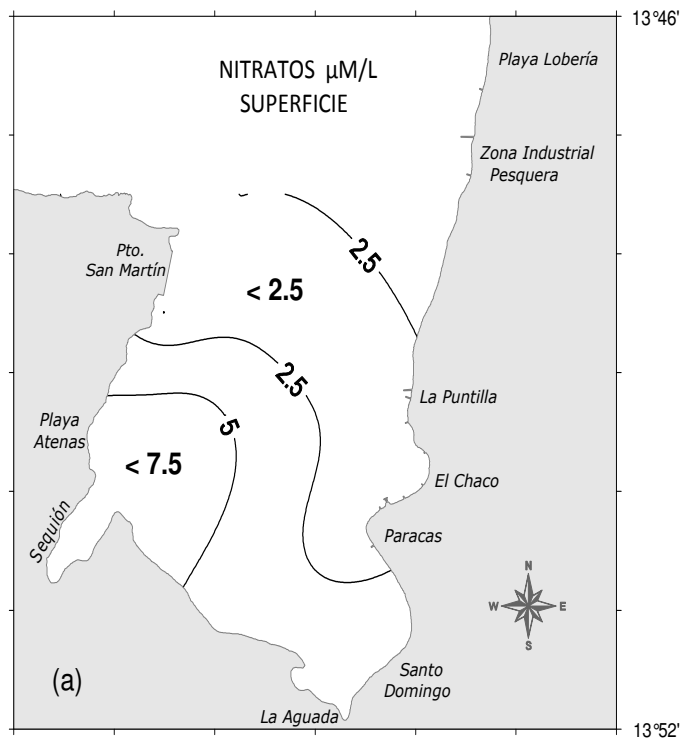 13°46'
Playa Lobería
NITRATOS µM/L
SUPERFICIE
Zona Industrial
Pesquera
Pto.
San Martín
2.5
< 2.5
2.5
La Puntilla
Playa
Atenas
5
< 7.5
El Chaco
Sequión
Paracas
N
W E
S
(a)
Santo
Domingo
La Aguada
13°52'